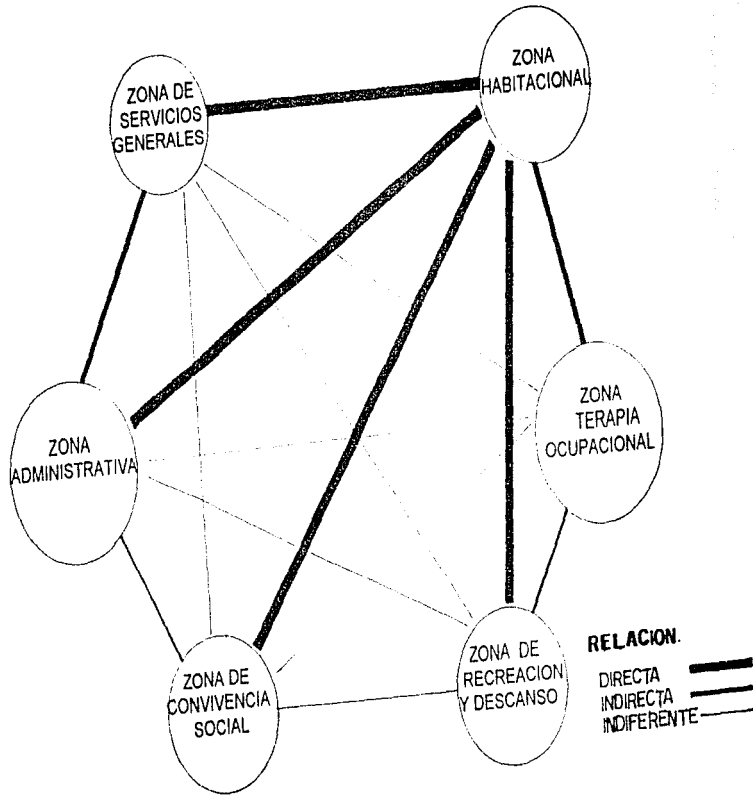 ZONA
HABITACIONAL
ZONA DE
SERVICIOS
GENERALES
ZONA
TERAPIA
OCUPACIONAL
ZONA
ADMINISTRATIVA
ZONA DE
CONVIVENCIA
SOCIAL
ZONA DE
RECREACION
Y DESCANSO
RELACION.
DIRECTA
INDIRECTA
INDIFERENTE